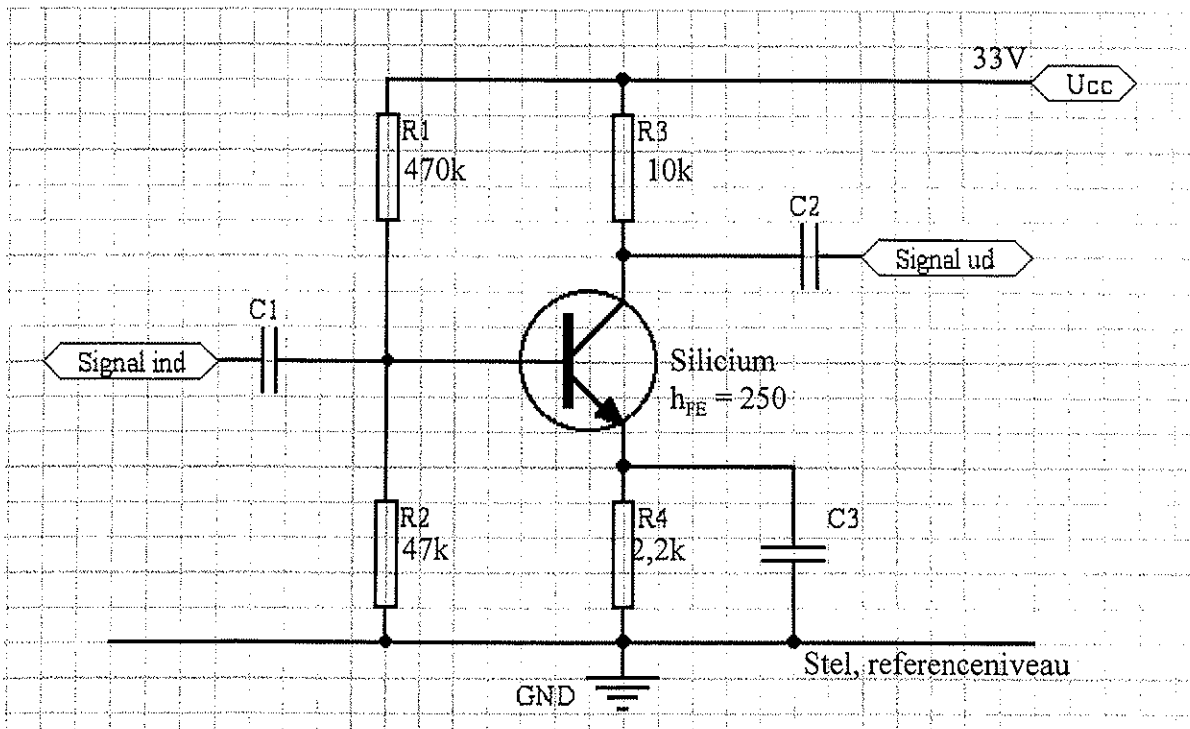 33V
Ucc
R1
470k
R3
10k
C2
Signal ud
C1
Signal ind
Silicium
hFE = 250
R2
47k
R4
2,2k
C3
Stel, referenceniveau
GND